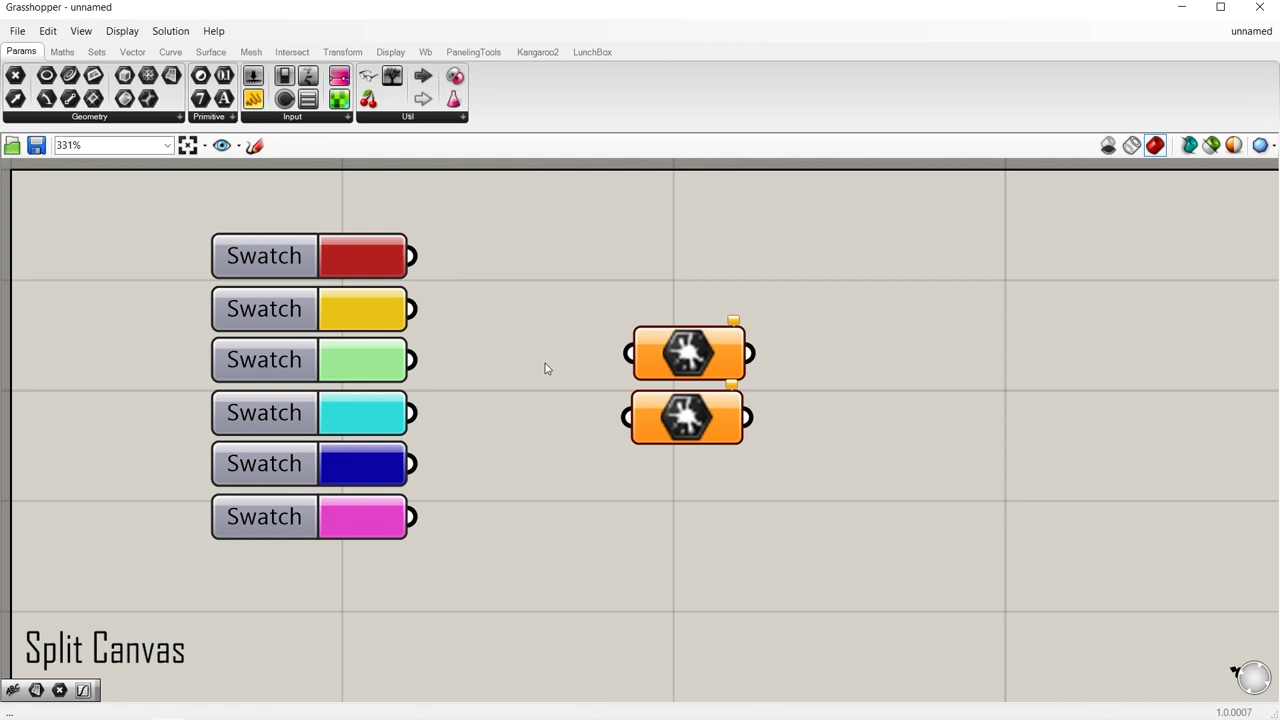 Grasshopper - unnamed
File Edit View Display Solution Help unnamed
Params Maths Sets Vector Curve Surface Mesh Intersect Transform Display Wb PanelingTools Kangaroo2 LunchBox
Geometry + Primitive + Input + Util +
331%
Swatch
Swatch
Swatch
Swatch
Swatch
Swatch
Split Canvas
... 1.0.0007